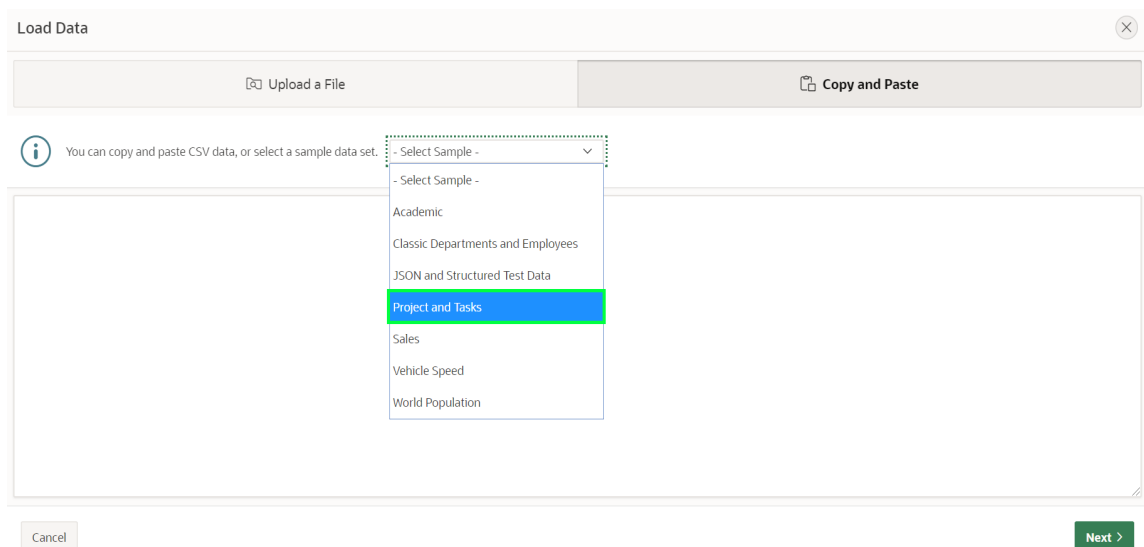 Load Data
Upload a File
Copy and Paste
You can copy and paste CSV data, or select a sample data set.
- Select Sample -
- Select Sample -
Academic
Classic Departments and Employees
JSON and Structured Test Data
Project and Tasks
Sales
Vehicle Speed
World Population
Cancel
Next >